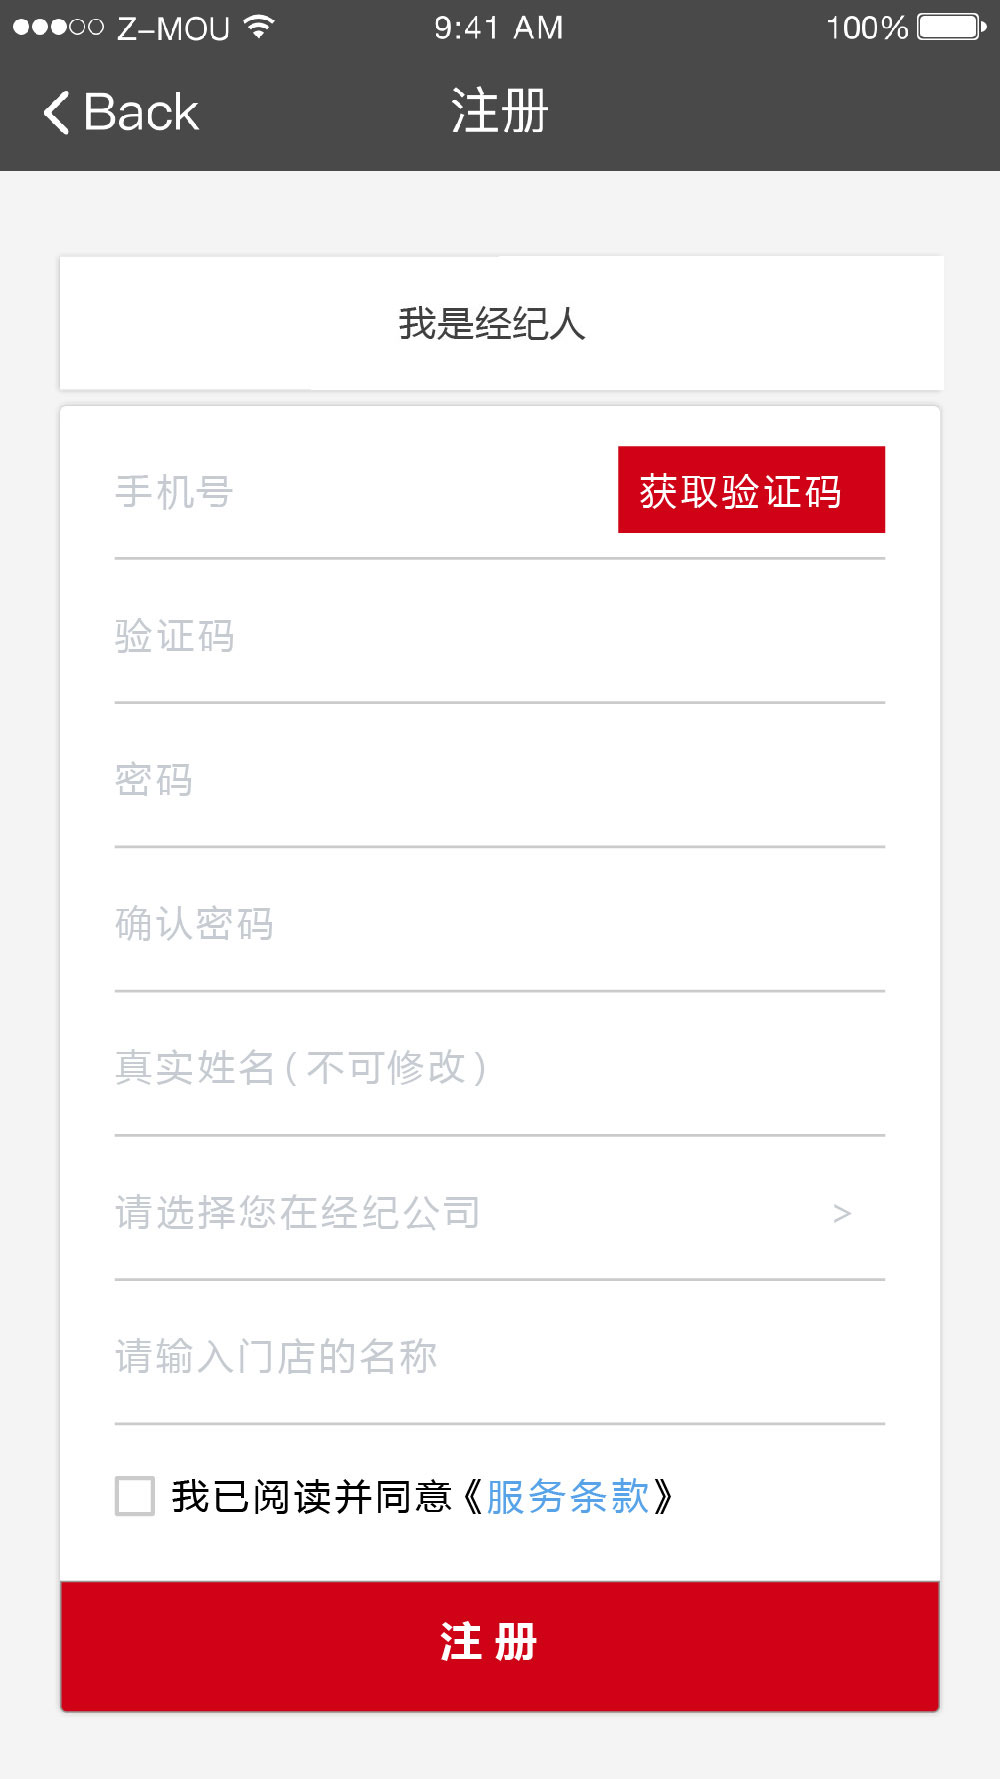 Z-MOU 9:41 AM 100%
Back 注册
我是经纪人
手机号 获取验证码
验证码
密码
确认密码
真实姓名(不可修改)
请选择您在经纪公司 >
请输入门店的名称
我已阅读并同意《服务条款》
注 册